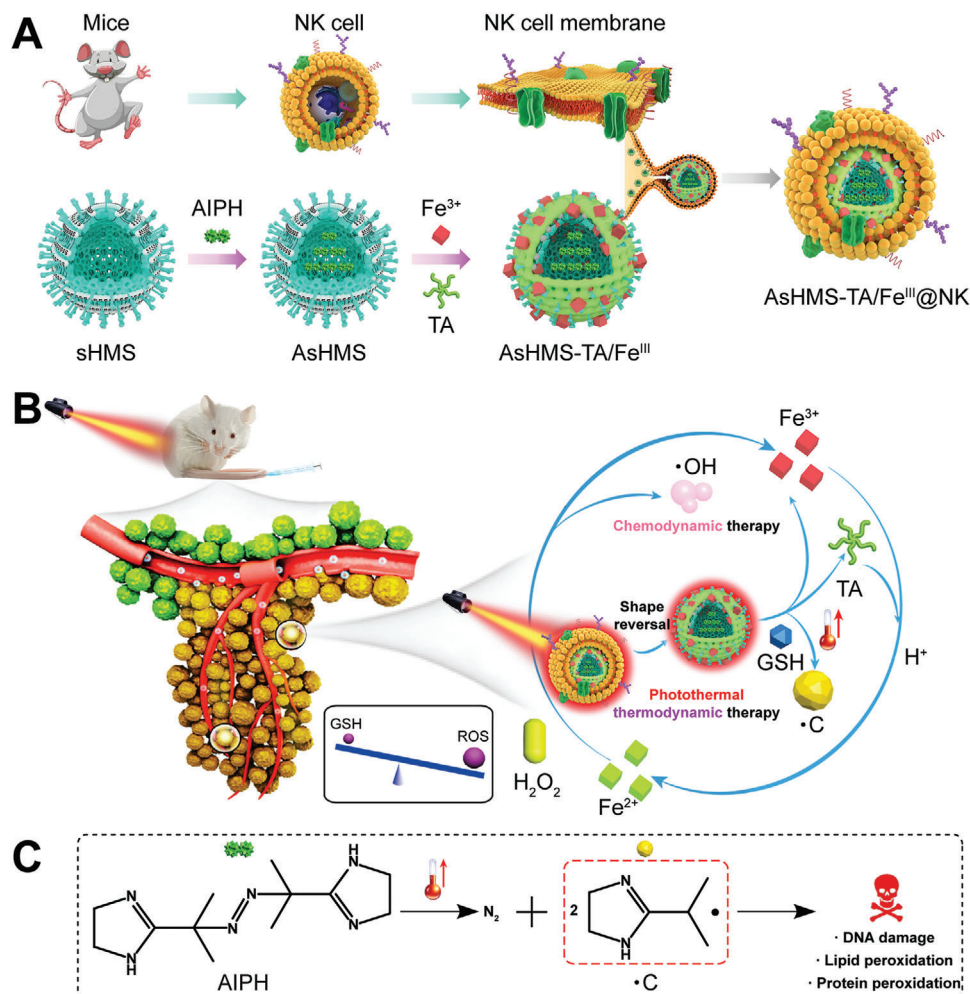 A
Mice
NK cell
NK cell membrane
AIPH
Fe³⁺
TA
sHMS
AsHMS
AsHMS-TA/Feᴵᴵᴵ
AsHMS-TA/Feᴵᴵᴵ@NK
B
Fe³⁺
·OH
Chemodynamic therapy
TA
Shape
reversal
GSH
H⁺
Photothermal
thermodynamic therapy
·C
GSH
ROS
H₂O₂
Fe²⁺
C
H
N
N
N
N
N
N
H
AIPH
N₂
+
2
N
N
H
·
·C
· DNA damage
· Lipid peroxidation
· Protein peroxidation